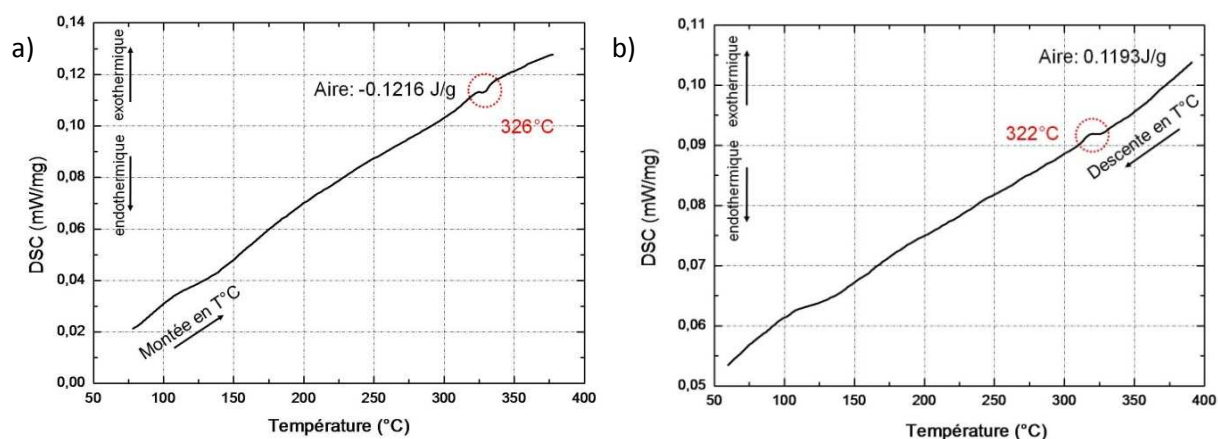 a)
0,14
0,12
0,10
0,08
0,06
0,04
0,02
0,00
DSC (mW/mg)
exothermique
endothermique
Aire: -0.1216 J/g
326°C
Montée en T°C
50 100 150 200 250 300 350 400
Température (°C)
b)
0,11
0,10
0,09
0,08
0,07
0,06
0,05
DSC (mW/mg)
exothermique
endothermique
Aire: 0.1193J/g
322°C
Descente en T°C
50 100 150 200 250 300 350 400
Température (°C)